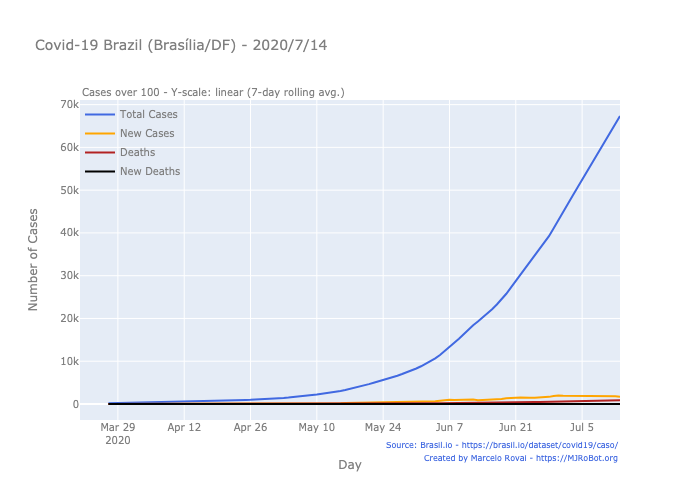 Covid-19 Brazil (Brasília/DF) - 2020/7/14
Cases over 100 - Y-scale: linear (7-day rolling avg.)
Total Cases
New Cases
Deaths
New Deaths
Number of Cases
70k
60k
50k
40k
30k
20k
10k
0
Mar 29 Apr 12 Apr 26 May 10 May 24 Jun 7 Jun 21 Jul 5
2020
Day
Source: Brasil.io - https://brasil.io/dataset/covid19/caso/
Created by Marcelo Rovai - https://MJRoBot.org